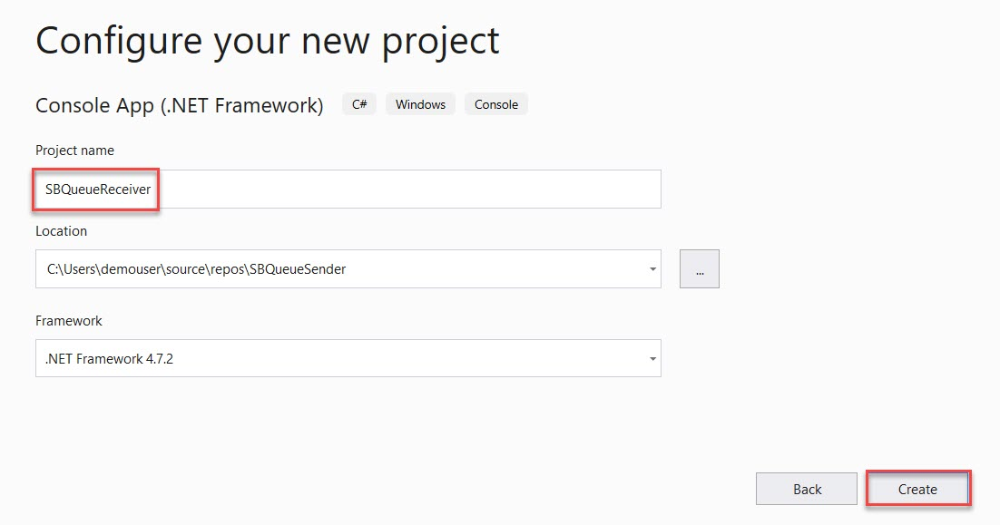 Configure your new project
Console App (.NET Framework) C# Windows Console
Project name
SBQueueReceiver
Location
C:\Users\demouser\source\repos\SBQueueSender
...
Framework
.NET Framework 4.7.2
Back Create